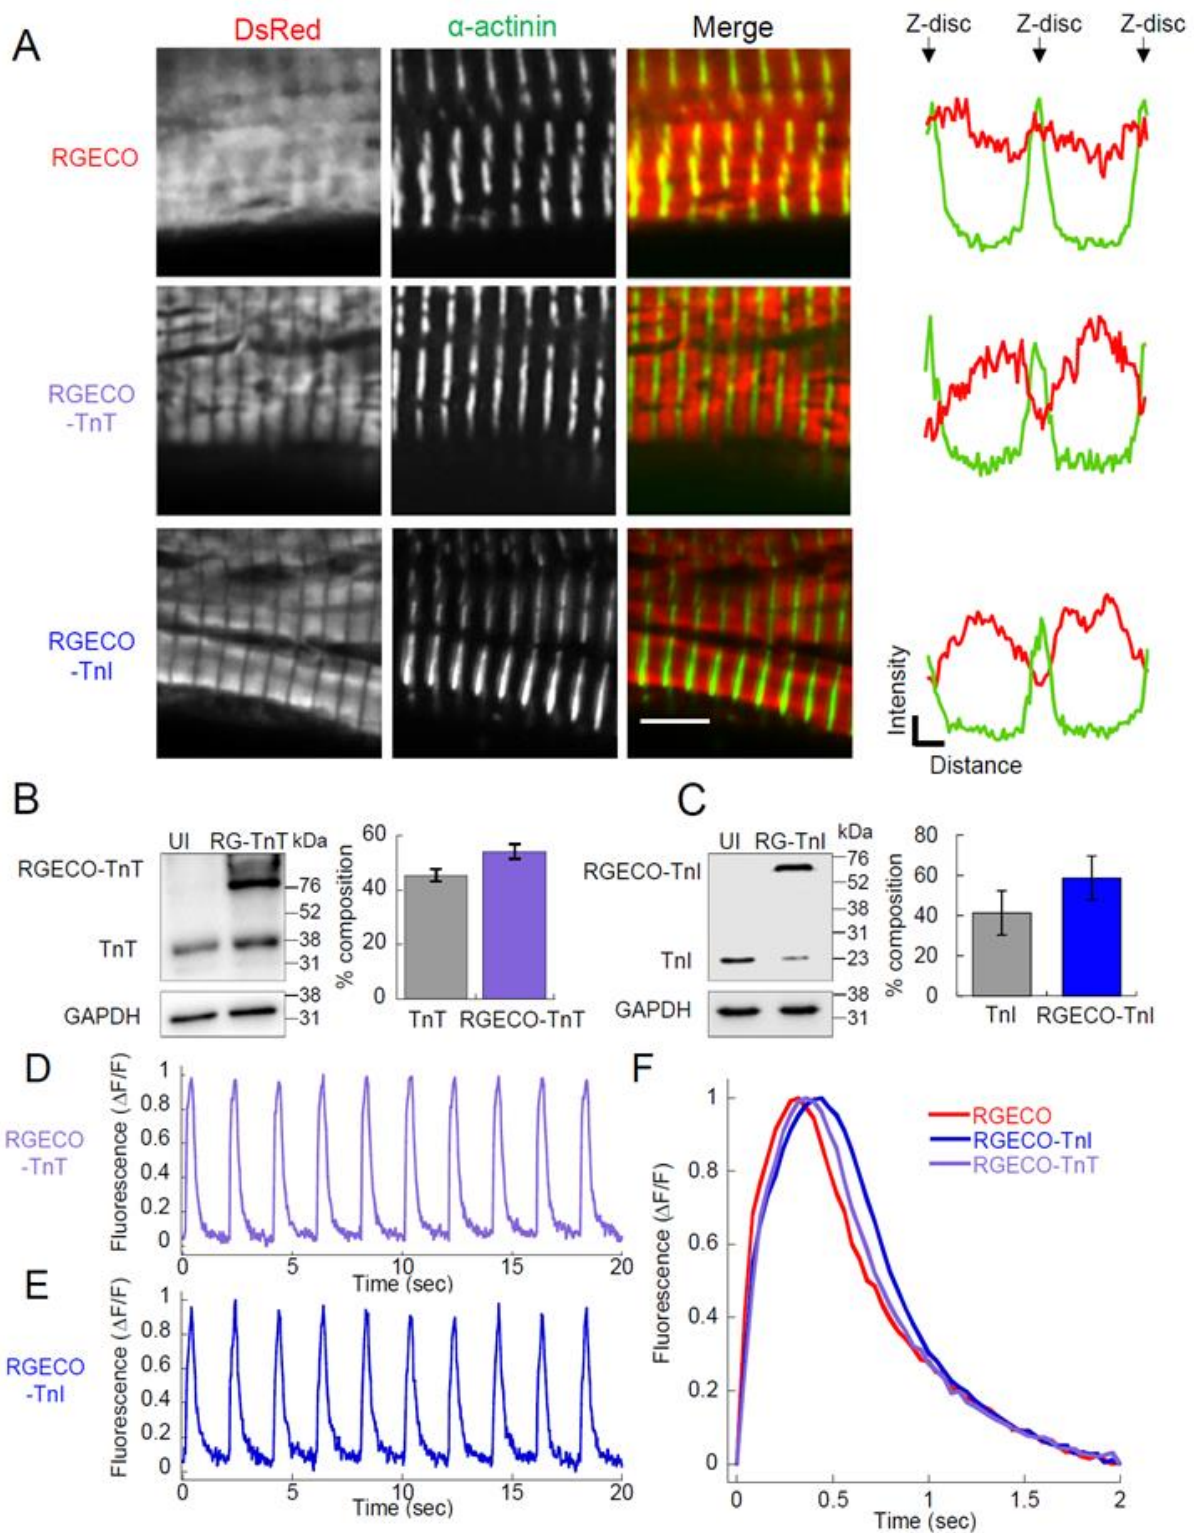 A
DsRed
α-actinin
Merge
Z-disc Z-disc Z-disc
RGECO
RGECO
-TnT
RGECO
-TnI
Intensity
Distance
B
UI RG-TnT kDa
RGECO-TnT
TnT
GAPDH
76
52
38
31
38
31
% composition
60
40
20
0
TnT RGECO-TnT
C
UI RG-TnI kDa
RGECO-TnI
TnI
GAPDH
76
52
38
31
23
38
31
% composition
80
60
40
20
0
TnI RGECO-TnI
D
RGECO
-TnT
Fluorescence (ΔF/F)
1
0.8
0.6
0.4
0.2
0
0 5 10 15 20
Time (sec)
E
RGECO
-TnI
Fluorescence (ΔF/F)
1
0.8
0.6
0.4
0.2
0
0 5 10 15 20
Time (sec)
F
RGECO
RGECO-TnI
RGECO-TnT
Fluorescence (ΔF/F)
1
0.8
0.6
0.4
0.2
0
0 0.5 1 1.5 2
Time (sec)